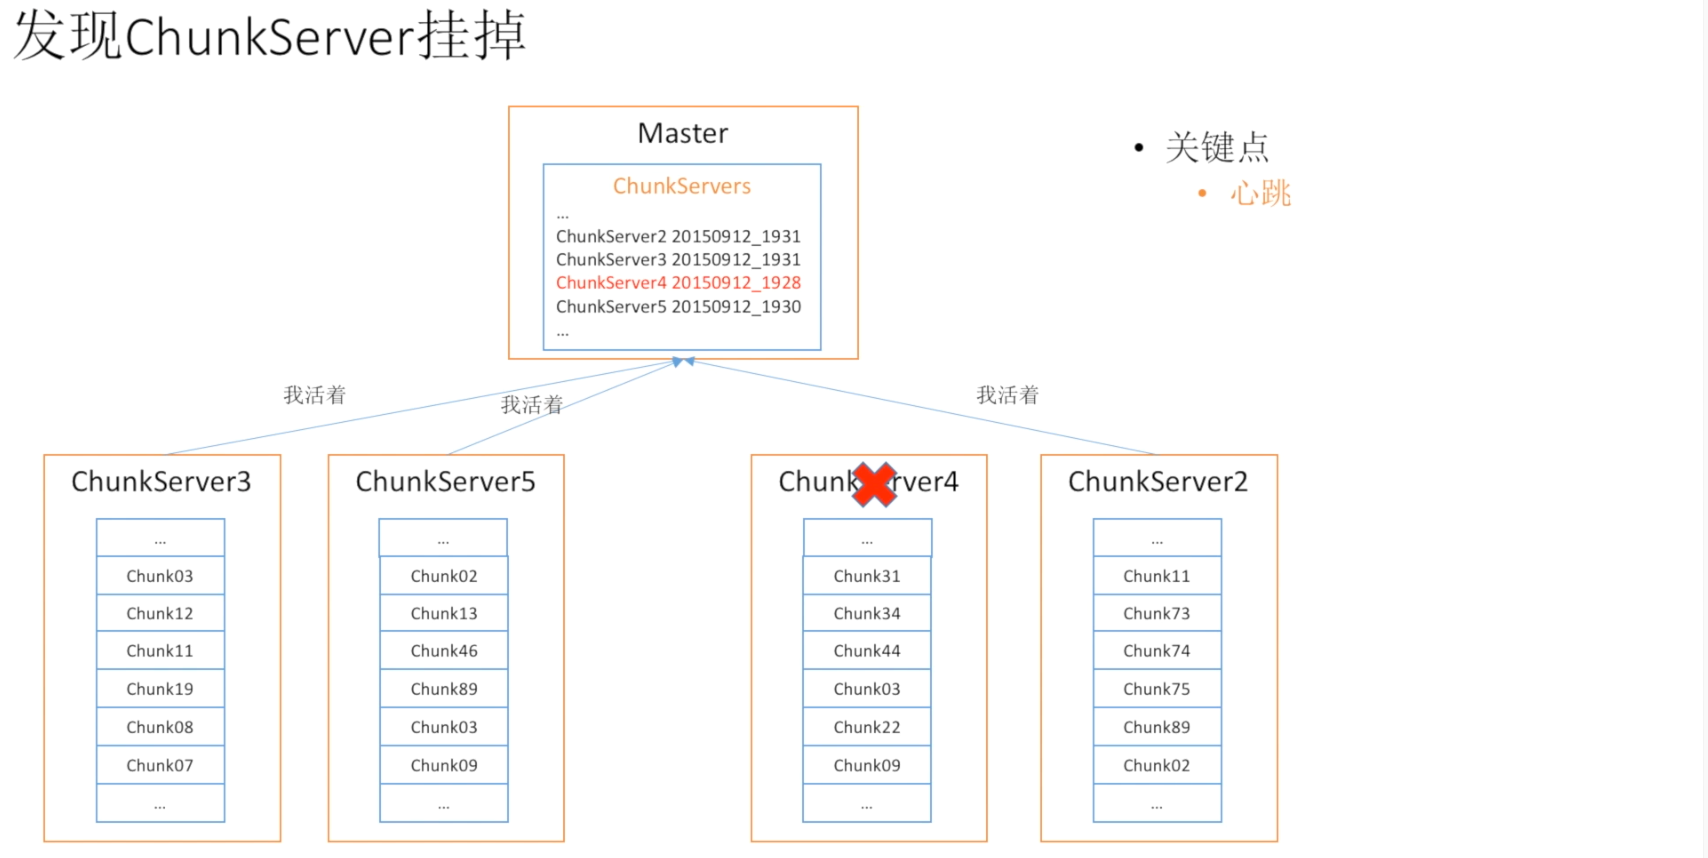 发现ChunkServer挂掉
Master
ChunkServers
...
ChunkServer2 20150912_1931
ChunkServer3 20150912_1931
ChunkServer4 20150912_1928
ChunkServer5 20150912_1930
...
• 关键点
• 心跳
我活着
我活着
我活着
ChunkServer3
...
Chunk03
Chunk12
Chunk11
Chunk19
Chunk08
Chunk07
...
ChunkServer5
...
Chunk02
Chunk13
Chunk46
Chunk89
Chunk03
Chunk09
...
ChunkServer4
...
Chunk31
Chunk34
Chunk44
Chunk03
Chunk22
Chunk09
...
ChunkServer2
...
Chunk11
Chunk73
Chunk74
Chunk75
Chunk89
Chunk02
...